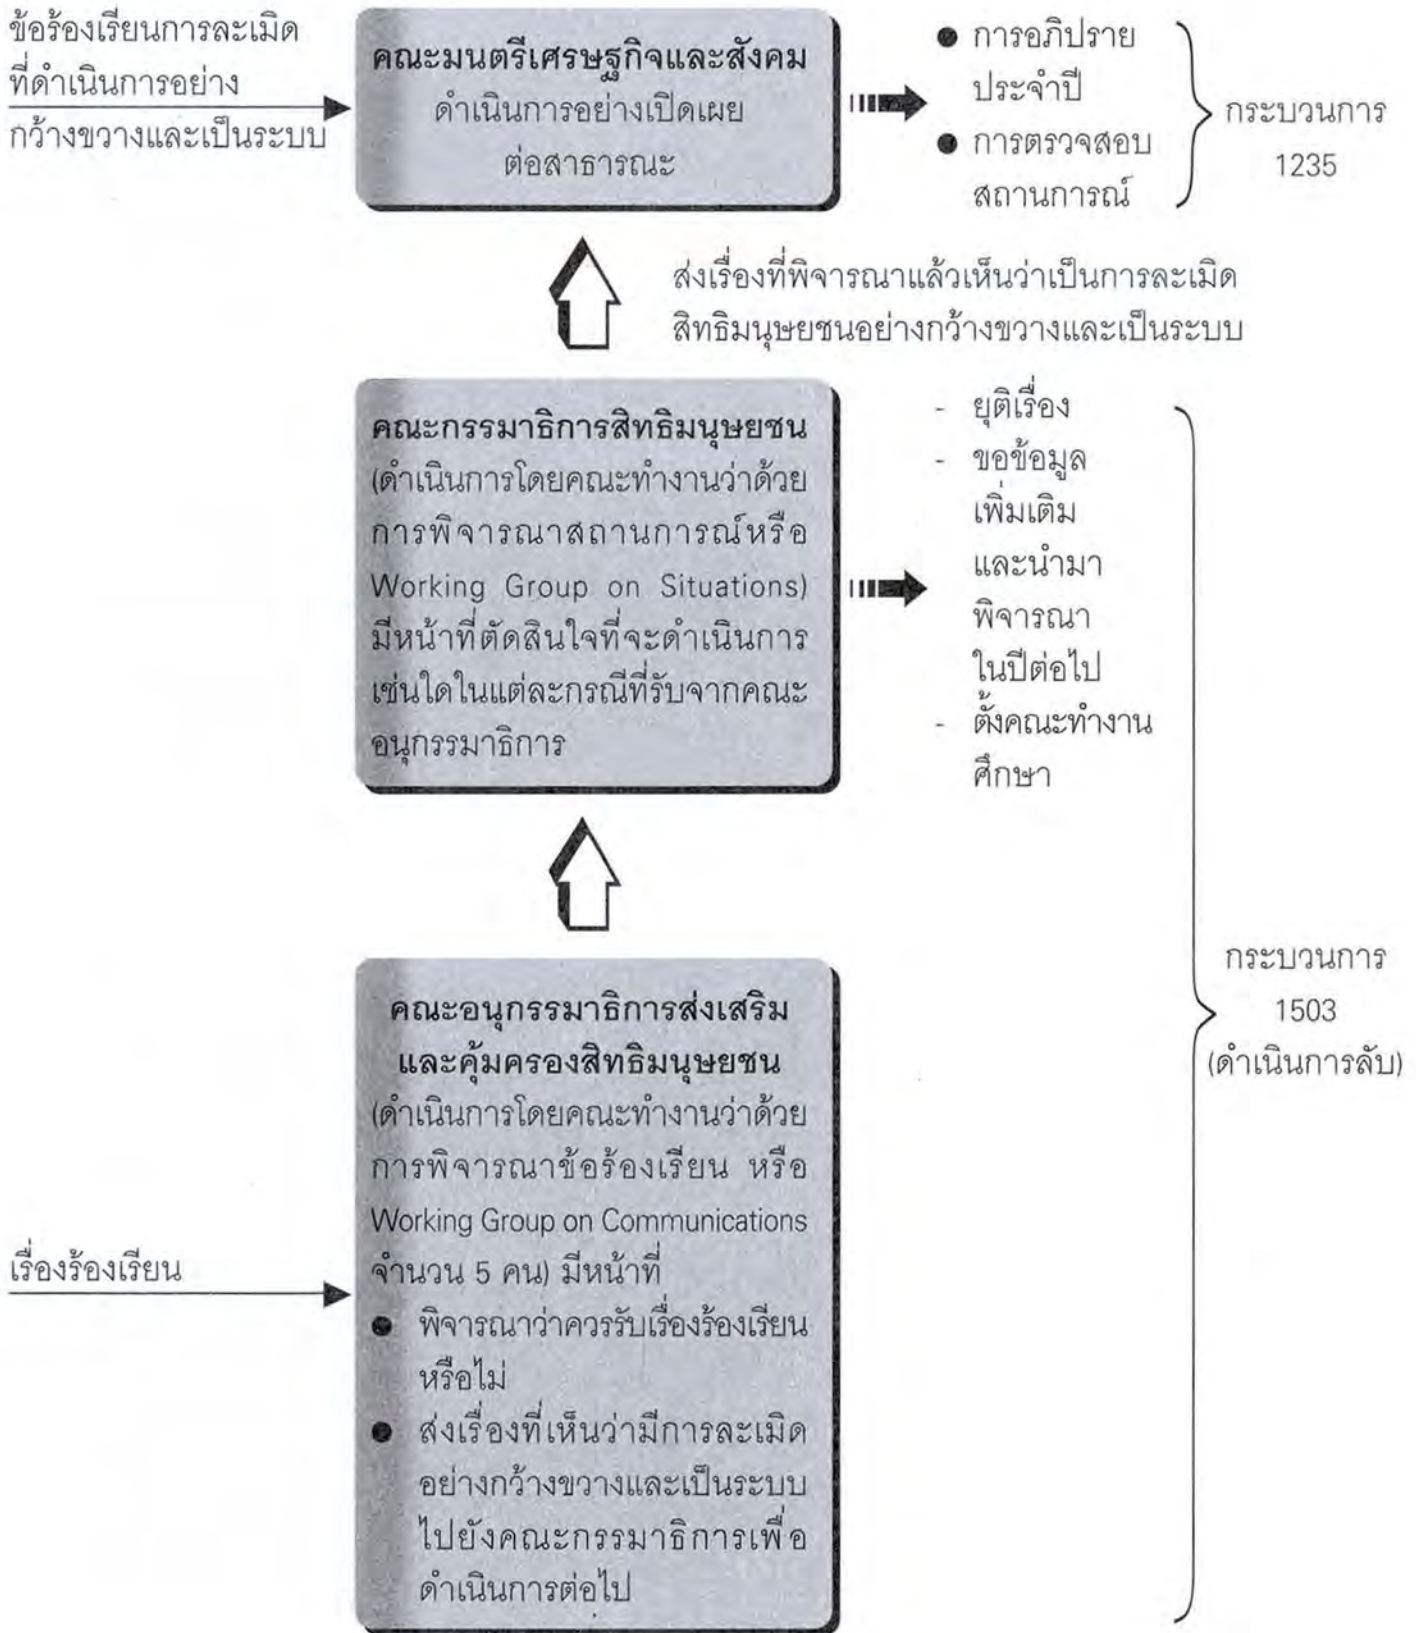 ข้อร้องเรียนการละเมิด
ที่ดำเนินการอย่าง
กว้างขวางและเป็นระบบ
คณะมนตรีเศรษฐกิจและสังคม
ดำเนินการอย่างเปิดเผย
ต่อสาธารณะ
● การอภิปราย
ประจำปี
● การตรวจสอบ
สถานการณ์
กระบวนการ
1235
ส่งเรื่องที่พิจารณาแล้วเห็นว่าเป็นการละเมิด
สิทธิมนุษยชนอย่างกว้างขวางและเป็นระบบ
คณะกรรมาธิการสิทธิมนุษยชน
(ดำเนินการโดยคณะทำงานว่าด้วย
การพิจารณาสถานการณ์หรือ
Working Group on Situations)
มีหน้าที่ตัดสินใจที่จะดำเนินการ
เช่นใดในแต่ละกรณีที่รับจากคณะ
อนุกรรมาธิการ
- ยุติเรื่อง
- ขอข้อมูล
เพิ่มเติม
และนำมา
พิจารณา
ในปีต่อไป
- ตั้งคณะทำงาน
ศึกษา
กระบวนการ
1503
(ดำเนินการลับ)
เรื่องร้องเรียน
คณะอนุกรรมาธิการส่งเสริม
และคุ้มครองสิทธิมนุษยชน
(ดำเนินการโดยคณะทำงานว่าด้วย
การพิจารณาข้อร้องเรียน หรือ
Working Group on Communications
จำนวน 5 คน) มีหน้าที่
● พิจารณาว่าควรรับเรื่องร้องเรียน
หรือไม่
● ส่งเรื่องที่เห็นว่ามีการละเมิด
อย่างกว้างขวางและเป็นระบบ
ไปยังคณะกรรมาธิการเพื่อ
ดำเนินการต่อไป